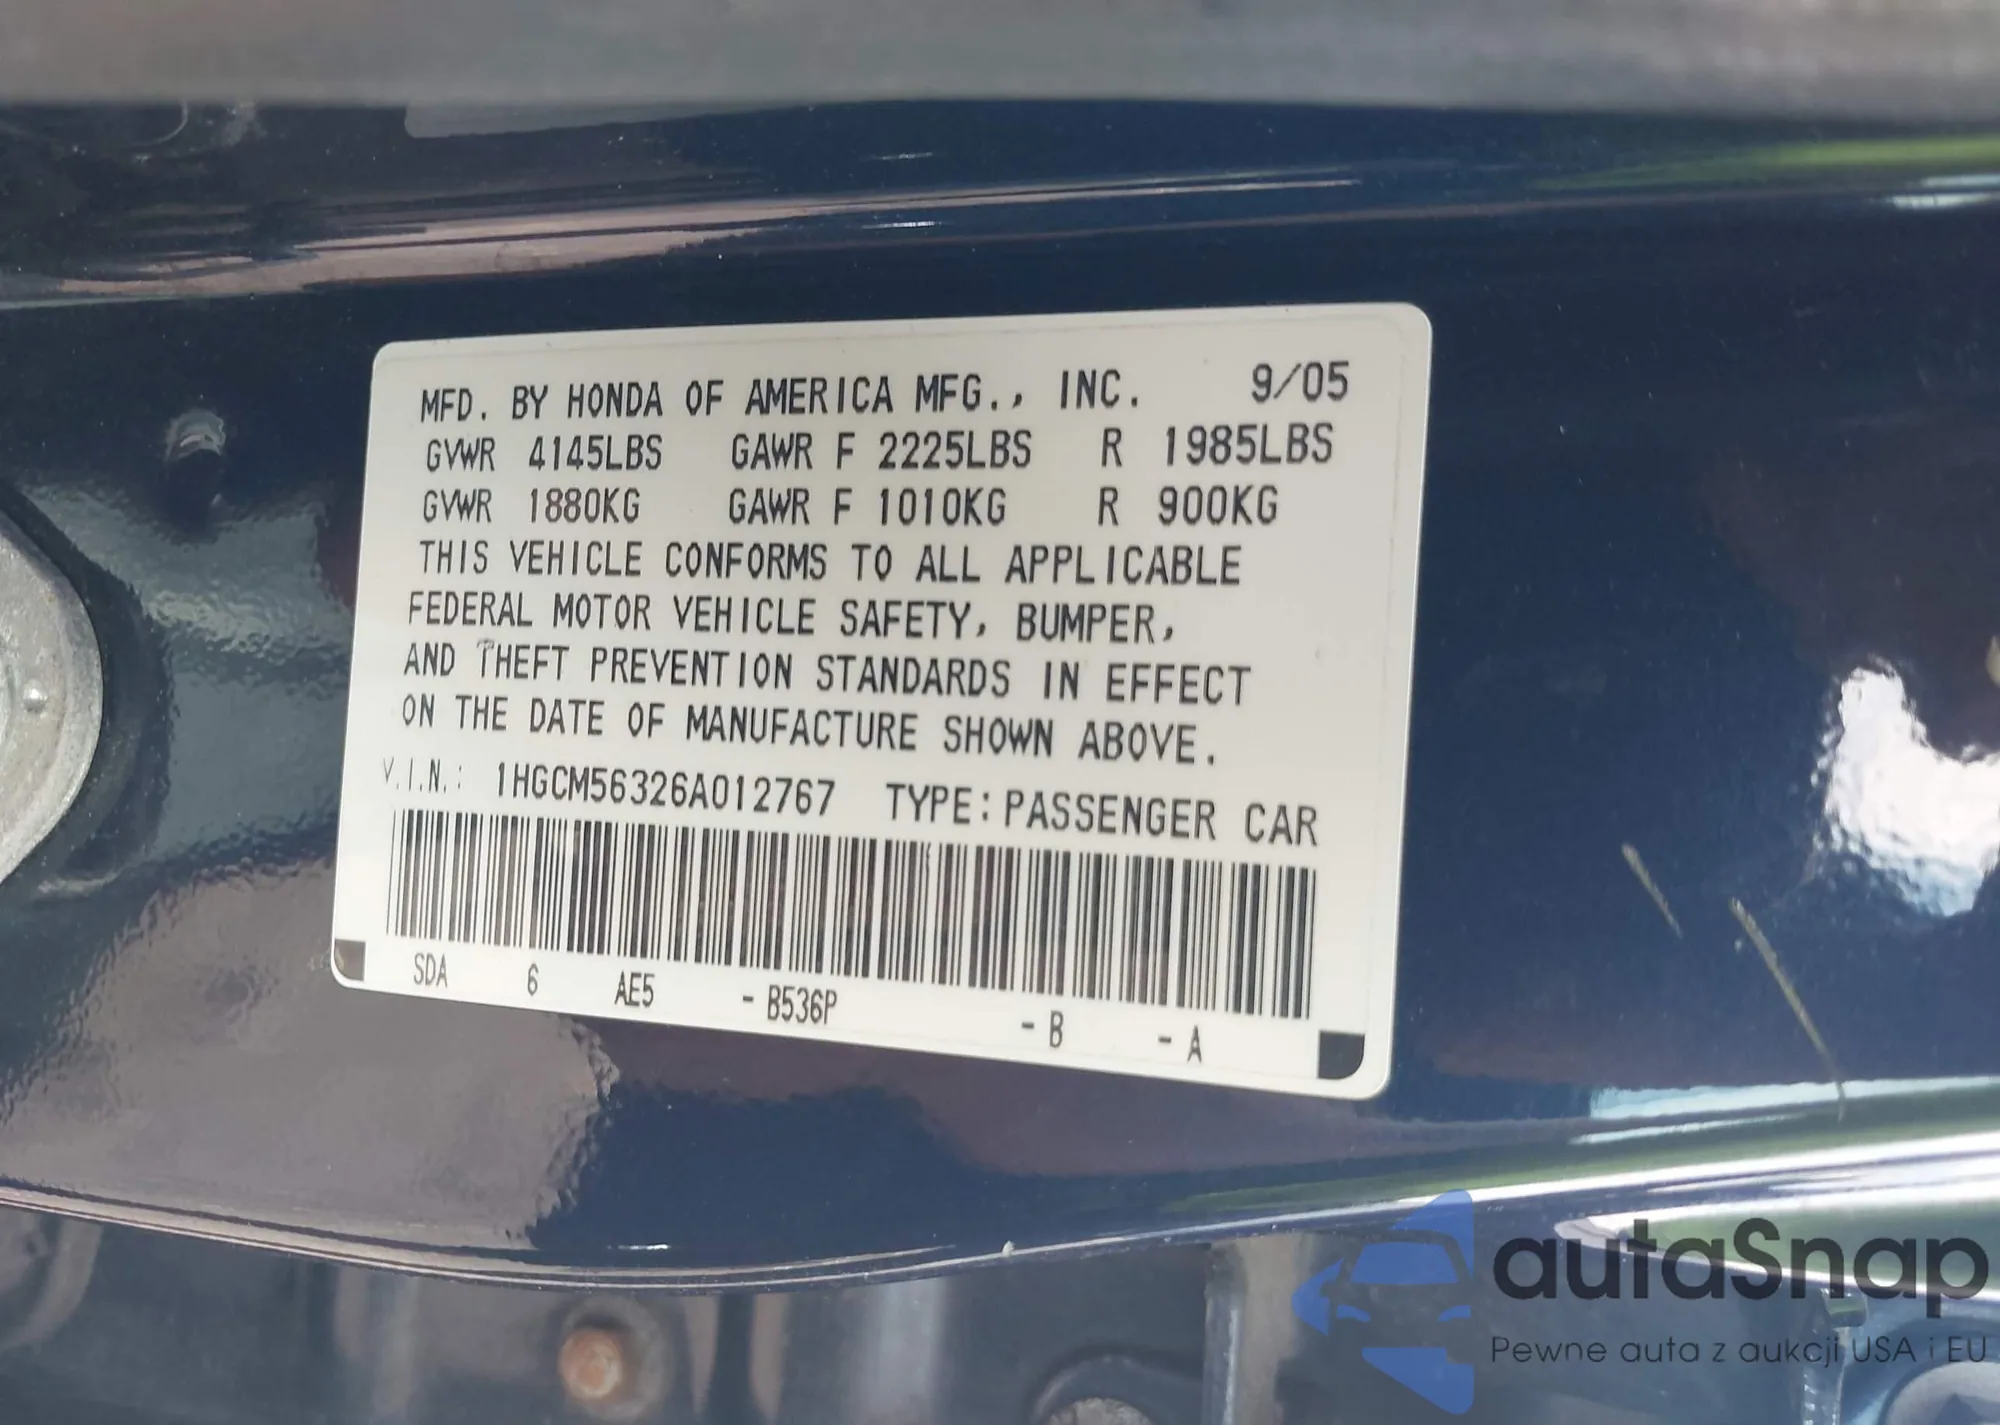 MFD. BY HONDA OF AMERICA MFG., INC. 9/05
GVWR 4145LBS GAWR F 2225LBS R 1985LBS
GVWR 1880KG GAWR F 1010KG R 900KG
THIS VEHICLE CONFORMS TO ALL APPLICABLE
FEDERAL MOTOR VEHICLE SAFETY, BUMPER,
AND THEFT PREVENTION STANDARDS IN EFFECT
ON THE DATE OF MANUFACTURE SHOWN ABOVE.
V.I.N.: 1HGCM56326A012767 TYPE: PASSENGER CAR
SDA 6 AE5 - B536P - B - A
autaSnap
Pewne auta z aukcji USA i EU